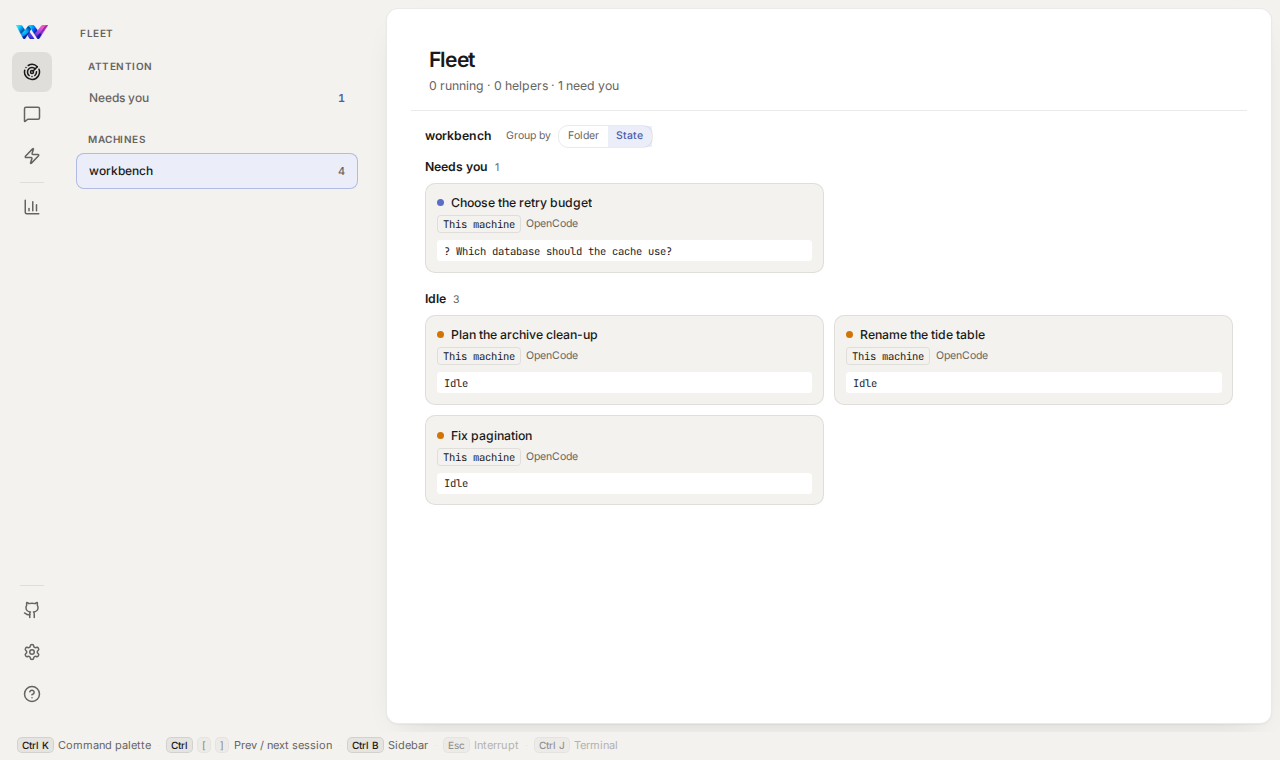 FLEET
ATTENTION
Needs you 1
MACHINES
workbench 4
Fleet
0 running · 0 helpers · 1 need you
workbench Group by Folder State
Needs you 1
Choose the retry budget
This machine OpenCode
? Which database should the cache use?
Idle 3
Plan the archive clean-up
This machine OpenCode
Idle
Rename the tide table
This machine OpenCode
Idle
Fix pagination
This machine OpenCode
Idle
Ctrl K Command palette Ctrl [ ] Prev / next session Ctrl B Sidebar Esc Interrupt Ctrl J Terminal